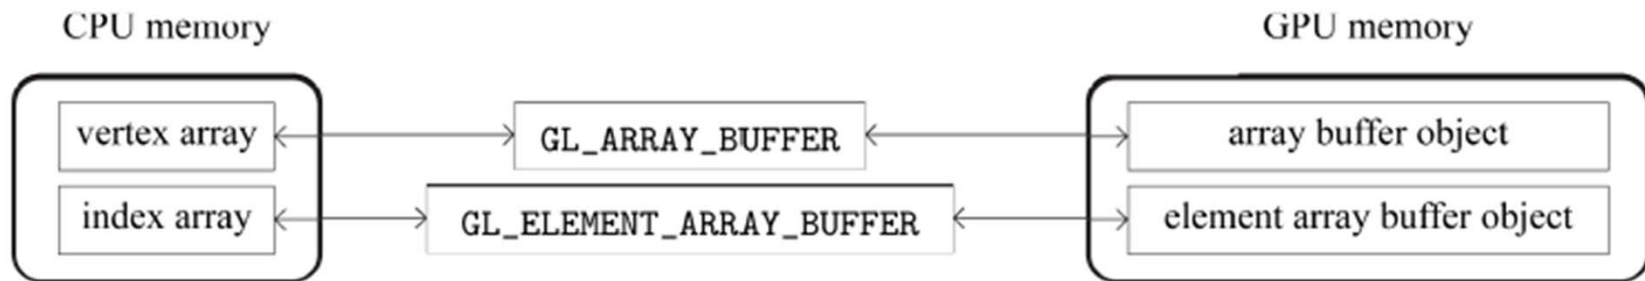 CPU memory
GPU memory
vertex array
GL_ARRAY_BUFFER
array buffer object
index array
GL_ELEMENT_ARRAY_BUFFER
element array buffer object